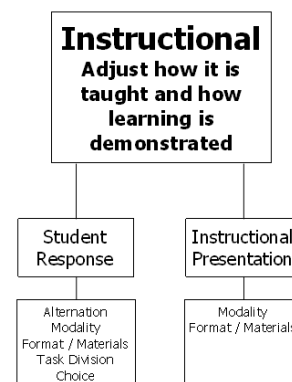 Instructional
Adjust how it is
taught and how
learning is
demonstrated
Student
Response
Instructional
Presentation
Alternation
Modality
Format / Materials
Task Division
Choice
Modality
Format / Materials